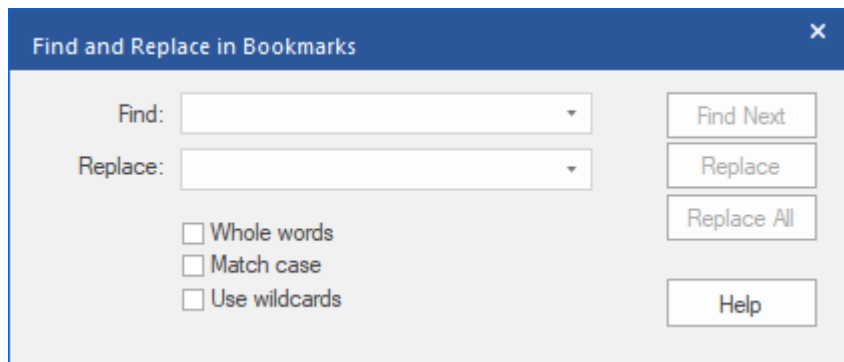 Find and Replace in Bookmarks
Find:
Find Next
Replace:
Replace
Replace All
Whole words
Match case
Use wildcards
Help